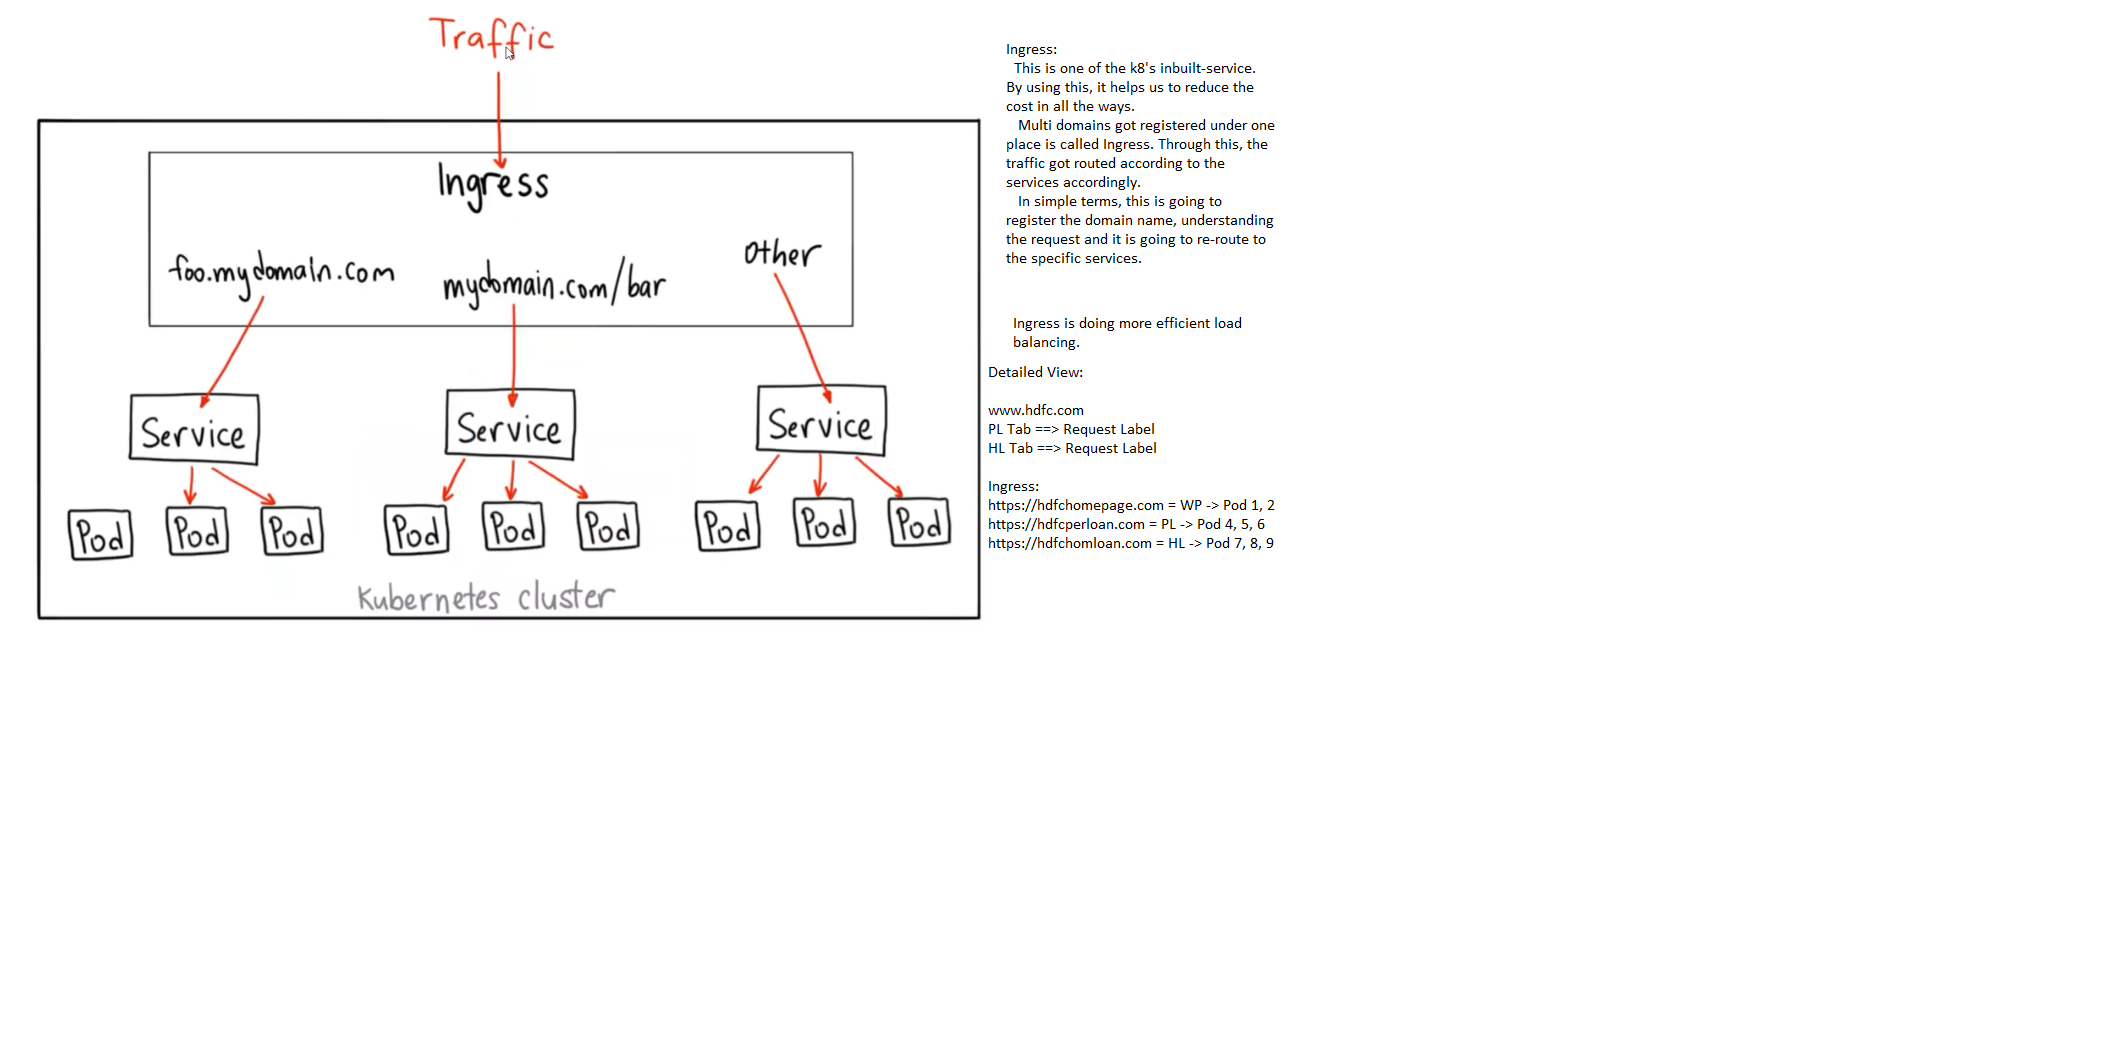 Traffic
Ingress
foo.mydomain.com
mydomain.com/bar
other
Service
Service
Service
Pod
Pod
Pod
Pod
Pod
Pod
Pod
Pod
Pod
Kubernetes cluster
Ingress:
This is one of the k8's inbuilt-service.
By using this, it helps us to reduce the
cost in all the ways.
Multi domains got registered under one
place is called Ingress. Through this, the
traffic got routed according to the
services accordingly.
In simple terms, this is going to
register the domain name, understanding
the request and it is going to re-route to
the specific services.
Ingress is doing more efficient load
balancing.
Detailed View:
www.hdfc.com
PL Tab ==> Request Label
HL Tab ==> Request Label
Ingress:
https://hdfchomepage.com = WP -> Pod 1, 2
https://hdfcperloan.com = PL -> Pod 4, 5, 6
https://hdfchomloan.com = HL -> Pod 7, 8, 9